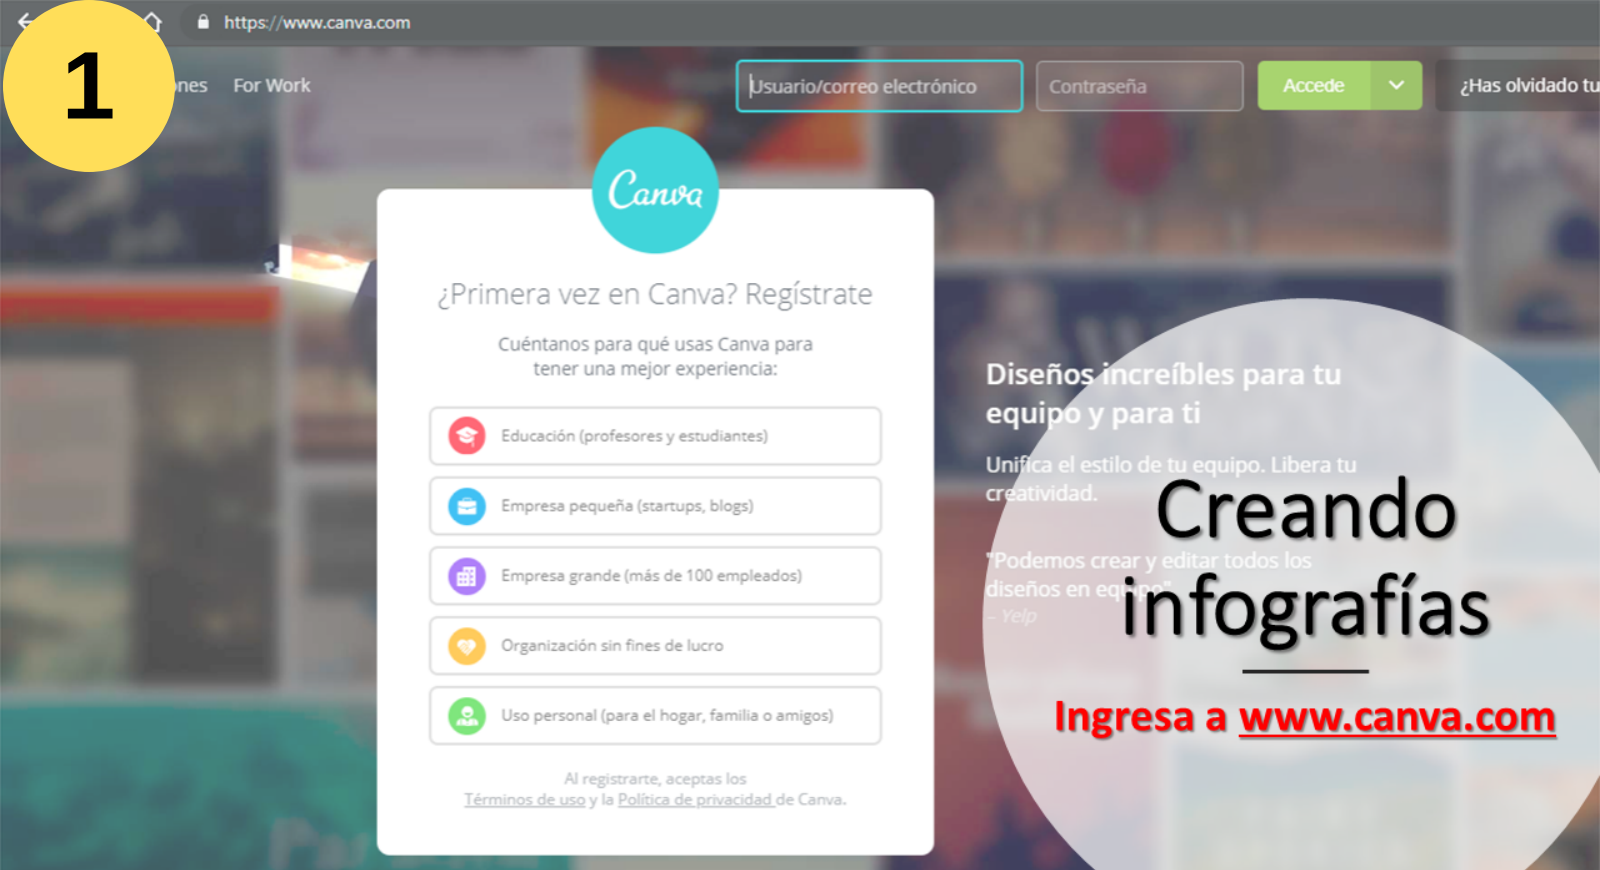 1
https://www.canva.com
nes For Work
Usuario/correo electrónico
Contraseña
Accede
¿Has olvidado tu
Canva
¿Primera vez en Canva? Regístrate
Cuéntanos para qué usas Canva para
tener una mejor experiencia:
Educación (profesores y estudiantes)
Empresa pequeña (startups, blogs)
Empresa grande (más de 100 empleados)
Organización sin fines de lucro
Uso personal (para el hogar, familia o amigos)
Al registrarte, aceptas los
Términos de uso y la Política de privacidad de Canva.
Diseños increíbles para tu
equipo y para ti
Unifica el estilo de tu equipo. Libera tu
creatividad.
"Podemos crear y editar todos los
diseños en equipo"
- Yelp
Creando
infografías
Ingresa a www.canva.com